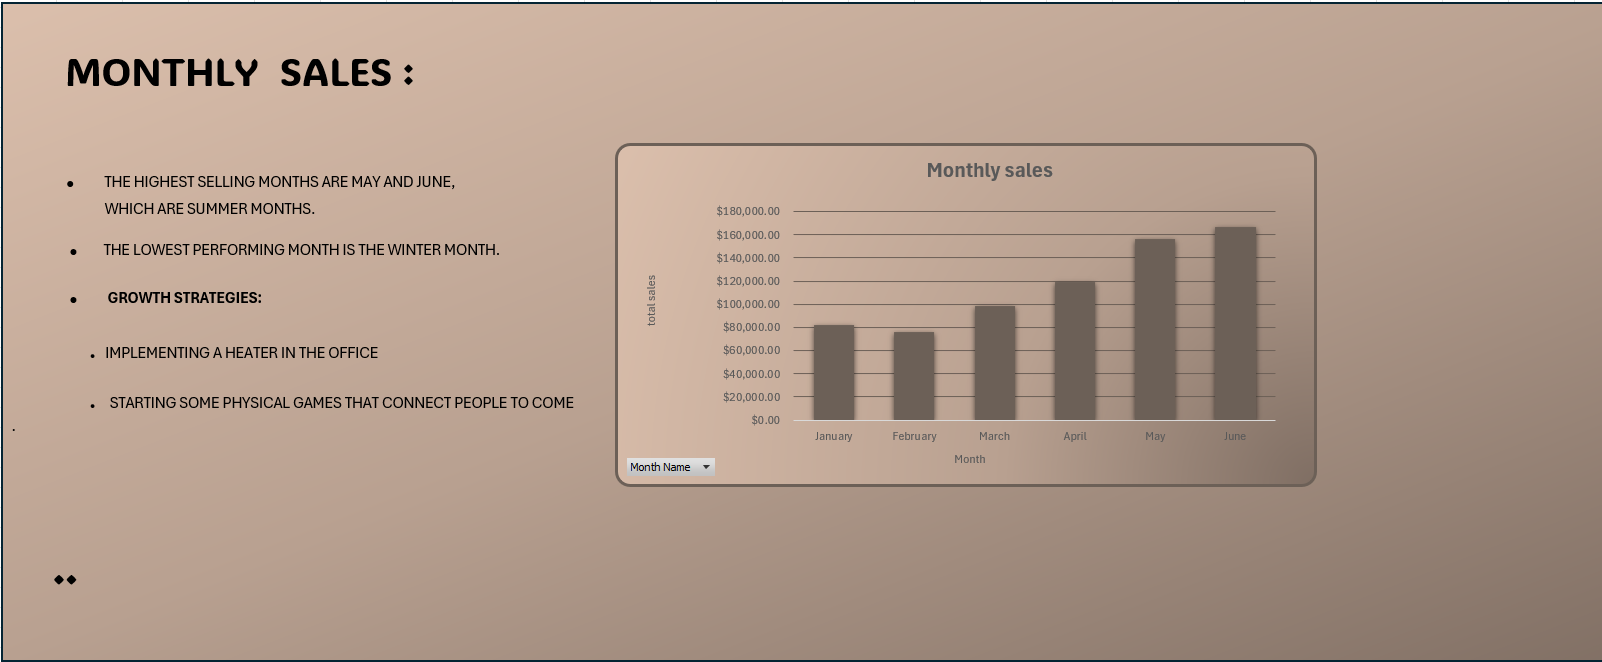 MONTHLY SALES :
• THE HIGHEST SELLING MONTHS ARE MAY AND JUNE,
WHICH ARE SUMMER MONTHS.
• THE LOWEST PERFORMING MONTH IS THE WINTER MONTH.
• GROWTH STRATEGIES:
• IMPLEMENTING A HEATER IN THE OFFICE
• STARTING SOME PHYSICAL GAMES THAT CONNECT PEOPLE TO COME
.
..
Monthly sales
total sales
$180,000.00
$160,000.00
$140,000.00
$120,000.00
$100,000.00
$80,000.00
$60,000.00
$40,000.00
$20,000.00
$0.00
January February March April May June
Month
Month Name